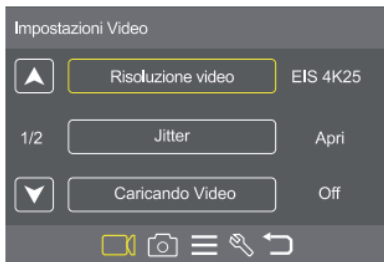 Impostazioni Video
Risoluzione video EIS 4K25
1/2 Jitter Apri
Caricando Video Off